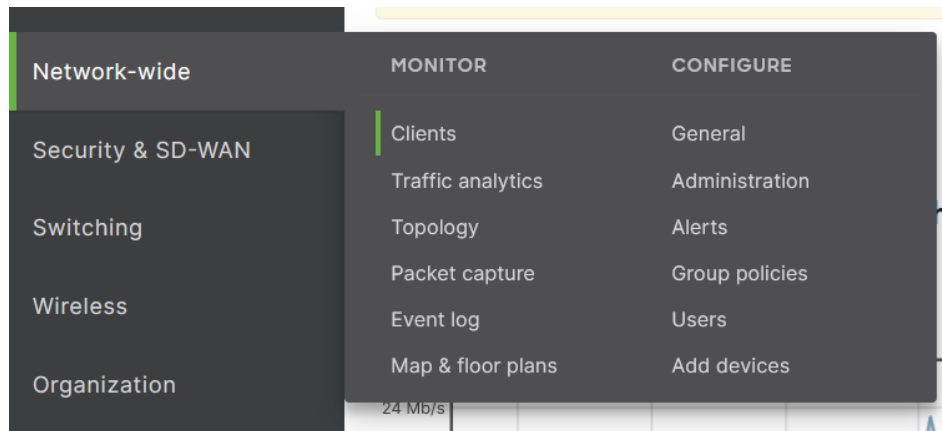 Network-wide
Security & SD-WAN
Switching
Wireless
Organization
MONITOR
Clients
Traffic analytics
Topology
Packet capture
Event log
Map & floor plans
CONFIGURE
General
Administration
Alerts
Group policies
Users
Add devices
24 Mb/s